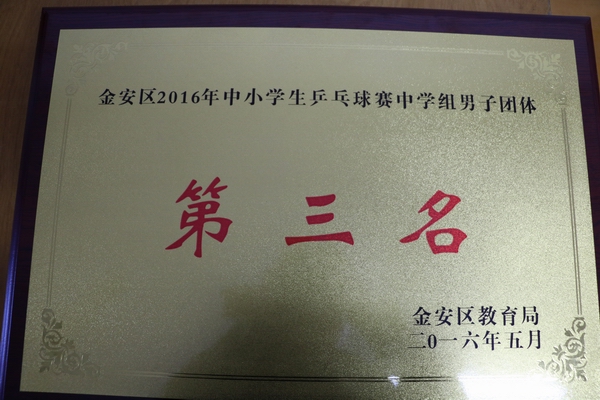 金安区2016年中小学生乒乓球赛中学组男子团体
第三名
金安区教育局
二0一六年五月